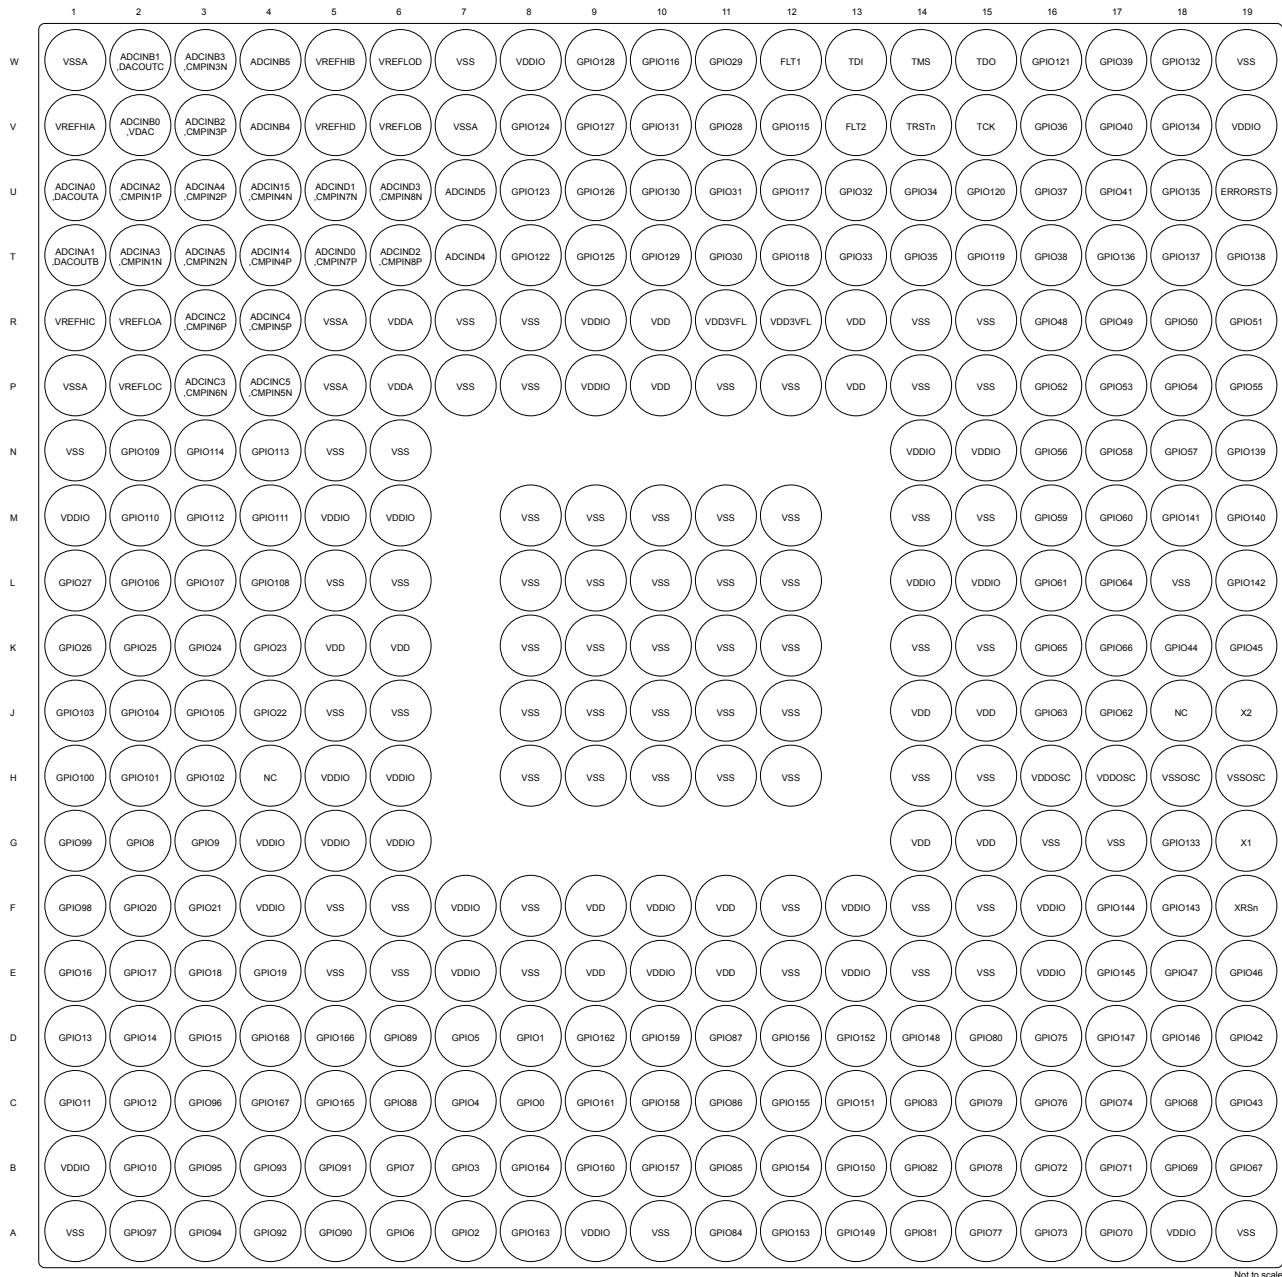 1 2 3 4 5 6 7 8 9 10 11 12 13 14 15 16 17 18 19
W VSSA ADCINB1 ,DACOUTC ADCINB3 ,CMPIN3N ADCINB5 VREFHIB VREFLOD VSS VDDIO GPIO128 GPIO116 GPIO29 FLT1 TDI TMS TDO GPIO121 GPIO39 GPIO132 VSS
V VREFHIA ADCINB0 ,VDAC ADCINB2 ,CMPIN3P ADCINB4 VREFHID VREFLOB VSSA GPIO124 GPIO127 GPIO131 GPIO28 GPIO115 FLT2 TRSTn TCK GPIO36 GPIO40 GPIO134 VDDIO
U ADCINA0 ,DACOUTA ADCINA2 ,CMPIN1P ADCINA4 ,CMPIN2P ADCIN15 ,CMPIN4N ADCIND1 ,CMPIN7N ADCIND3 ,CMPIN8N ADCIND5 GPIO123 GPIO126 GPIO130 GPIO31 GPIO117 GPIO32 GPIO34 GPIO120 GPIO37 GPIO41 GPIO135 ERRORSTS
T ADCINA1 ,DACOUTB ADCINA3 ,CMPIN1N ADCINA5 ,CMPIN2N ADCIN14 ,CMPIN4P ADCIND0 ,CMPIN7P ADCIND2 ,CMPIN8P ADCIND4 GPIO122 GPIO125 GPIO129 GPIO30 GPIO118 GPIO33 GPIO35 GPIO119 GPIO38 GPIO136 GPIO137 GPIO138
R VREFHIC VREFLOA ADCINC2 ,CMPIN6P ADCINC4 ,CMPIN5P VSSA VDDA VSS VSS VDDIO VDD VDD3VFL VDD3VFL VDD VSS VSS GPIO48 GPIO49 GPIO50 GPIO51
P VSSA VREFLOC ADCINC3 ,CMPIN6N ADCINC5 ,CMPIN5N VSSA VDDA VSS VSS VDDIO VDD VSS VSS VDD VSS VSS GPIO52 GPIO53 GPIO54 GPIO55
N VSS GPIO109 GPIO114 GPIO113 VSS VSS VDDIO VDDIO GPIO56 GPIO58 GPIO57 GPIO139
M VDDIO GPIO110 GPIO112 GPIO111 VDDIO VDDIO VSS VSS VSS VSS VSS VSS VSS GPIO59 GPIO60 GPIO141 GPIO140
L GPIO27 GPIO106 GPIO107 GPIO108 VSS VSS VSS VSS VSS VSS VSS VDDIO VDDIO GPIO61 GPIO64 VSS GPIO142
K GPIO26 GPIO25 GPIO24 GPIO23 VDD VDD VSS VSS VSS VSS VSS VSS VSS GPIO65 GPIO66 GPIO44 GPIO45
J GPIO103 GPIO104 GPIO105 GPIO22 VSS VSS VSS VSS VSS VSS VSS VDD VDD GPIO63 GPIO62 NC X2
H GPIO100 GPIO101 GPIO102 NC VDDIO VDDIO VSS VSS VSS VSS VSS VSS VSS VDDOSC VDDOSC VSSOSC VSSOSC
G GPIO99 GPIO8 GPIO9 VDDIO VDDIO VDDIO VDD VDD VSS VSS GPIO133 X1
F GPIO98 GPIO20 GPIO21 VDDIO VSS VSS VDDIO VSS VDD VDDIO VDD VSS VDDIO VSS VSS VDDIO GPIO144 GPIO143 XRSn
E GPIO16 GPIO17 GPIO18 GPIO19 VSS VSS VDDIO VSS VDD VDDIO VDD VSS VDDIO VSS VSS VDDIO GPIO145 GPIO47 GPIO46
D GPIO13 GPIO14 GPIO15 GPIO168 GPIO166 GPIO89 GPIO5 GPIO1 GPIO162 GPIO159 GPIO87 GPIO156 GPIO152 GPIO148 GPIO80 GPIO75 GPIO147 GPIO146 GPIO42
C GPIO11 GPIO12 GPIO96 GPIO167 GPIO165 GPIO88 GPIO4 GPIO0 GPIO161 GPIO158 GPIO86 GPIO155 GPIO151 GPIO83 GPIO79 GPIO76 GPIO74 GPIO68 GPIO43
B VDDIO GPIO10 GPIO95 GPIO93 GPIO91 GPIO7 GPIO3 GPIO164 GPIO160 GPIO157 GPIO85 GPIO154 GPIO150 GPIO82 GPIO78 GPIO72 GPIO71 GPIO69 GPIO67
A VSS GPIO97 GPIO94 GPIO92 GPIO90 GPIO6 GPIO2 GPIO163 VDDIO VSS GPIO84 GPIO153 GPIO149 GPIO81 GPIO77 GPIO73 GPIO70 VDDIO VSS
Not to scale